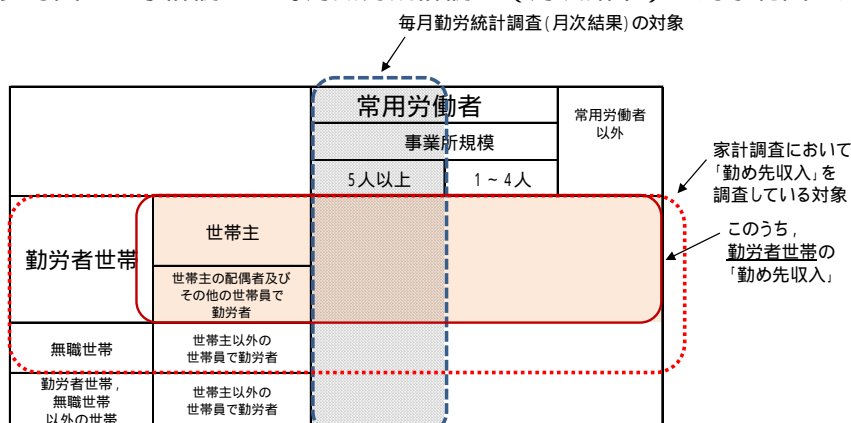 毎月勤労統計調査(月次結果)の対象
常用労働者
常用労働者
以外
事業所規模
5人以上
1~4人
家計調査において
「勤め先収入」を
調査している対象
このうち,
勤労者世帯の
「勤め先収入」
勤労者世帯
世帯主
世帯主の配偶者及び
その他の世帯員で
勤労者
無職世帯
世帯主以外の
世帯員で勤労者
勤労者世帯,
無職世帯
以外の世帯
世帯主以外の
世帯員で勤労者